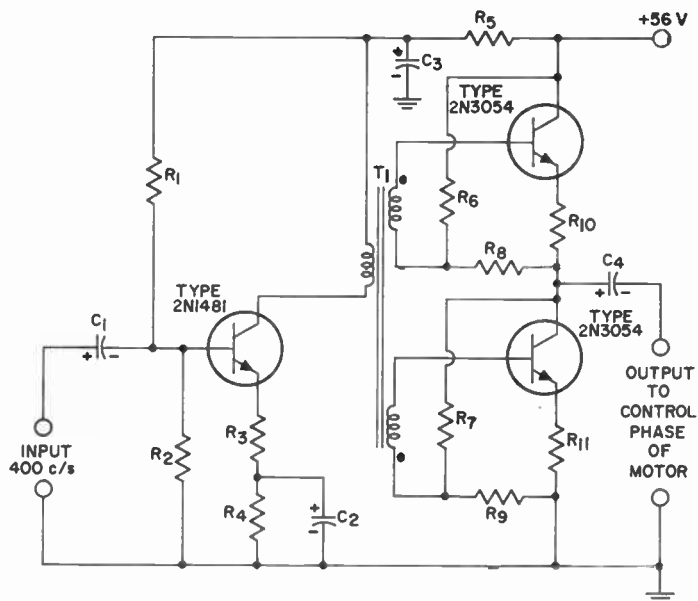 +56 V
R5
C3
+
-
TYPE
2N3054
R1
T1
R6
R10
R8
C4
+ -
TYPE
2N1481
TYPE
2N3054
C1
+ -
R3
R7
R11
OUTPUT
TO
CONTROL
PHASE
OF
MOTOR
INPUT
400 c/s
R2
R4
+
-
C2
R9